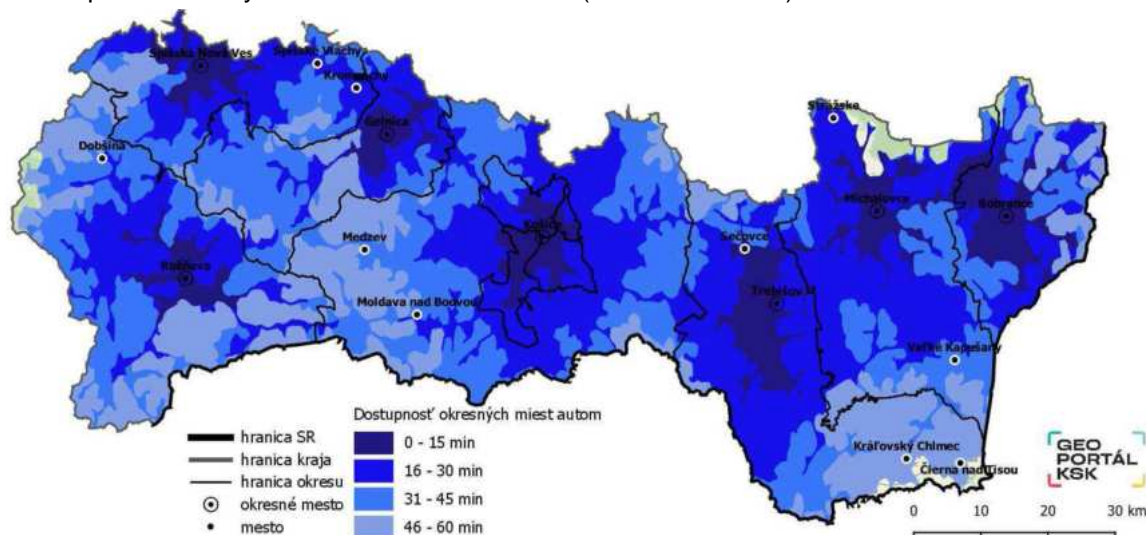 Spišská Nová Ves
Spišské Vlachy
Krompachy
Gelnica
Strážske
Dobšiná
Michalovce
Sobrance
Košice
Medzev
Sečovce
Rožňava
Trebišov
Moldava nad Bodvou
Veľké Kapušany
Dostupnosť okresných miest autom
hranica SR
0 - 15 min
hranica kraja
16 - 30 min
hranica okresu
31 - 45 min
okresné mesto
46 - 60 min
mesto
Kráľovský Chlmec
Čierna nad Tisou
GEO
PORTÁL
KSK
0 10 20 30 km